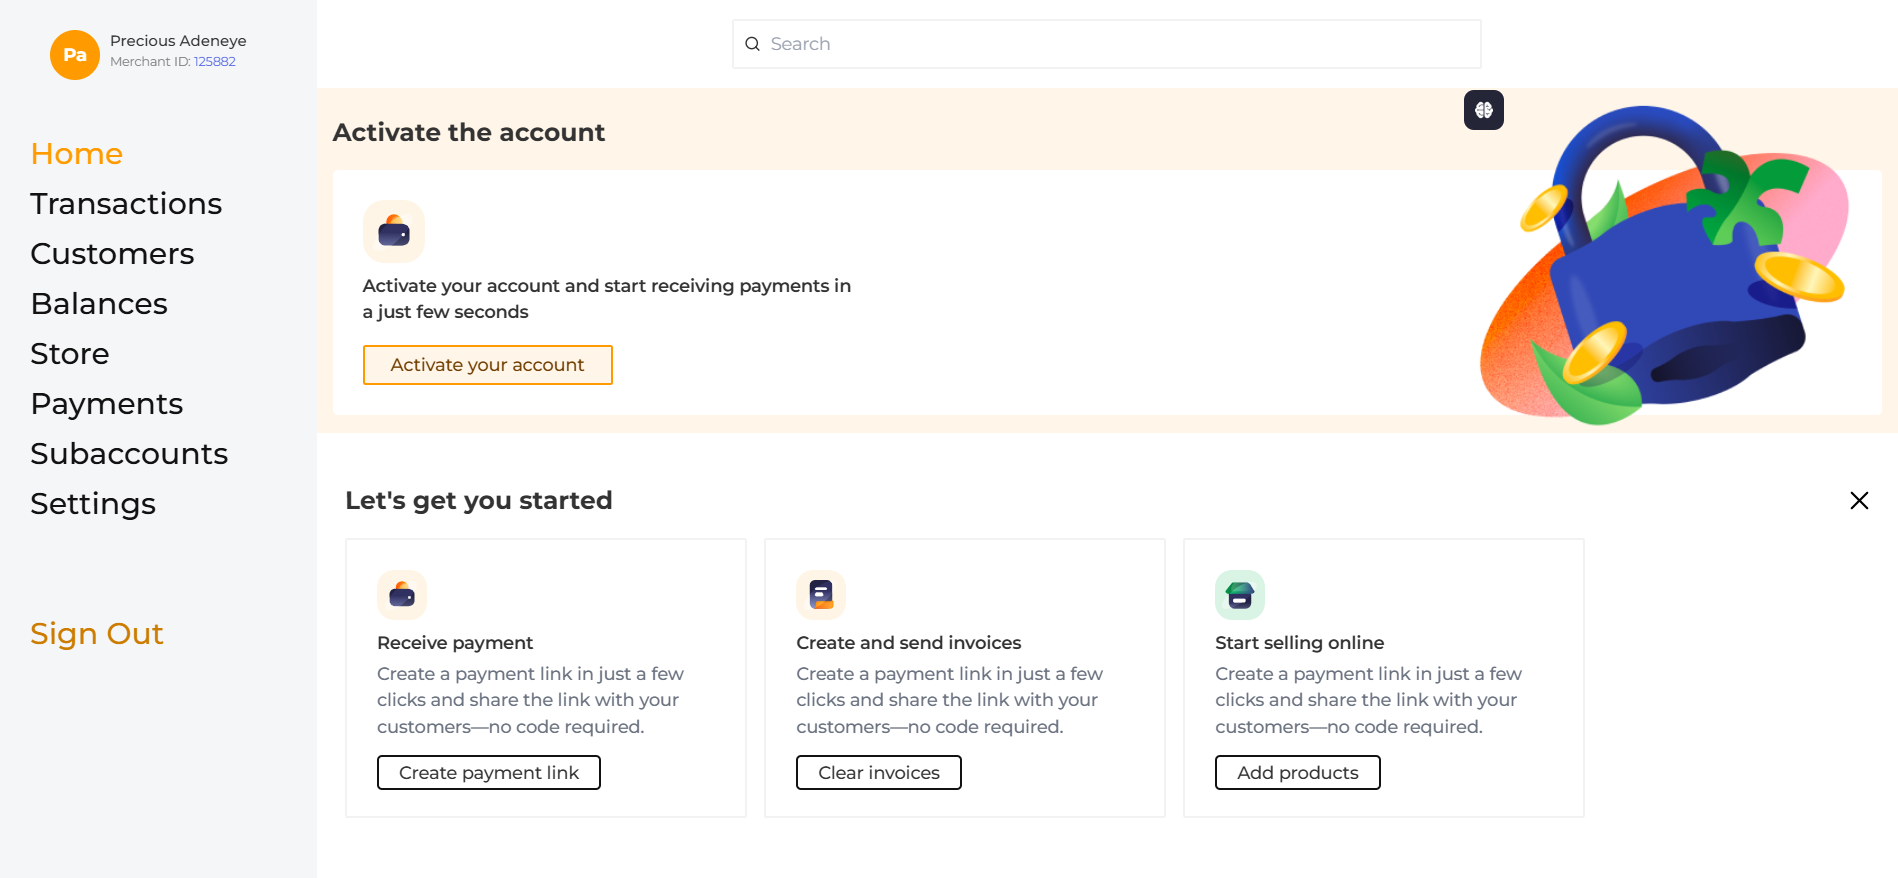 Pa
Precious Adeneye
Merchant ID: 125882
Home
Transactions
Customers
Balances
Store
Payments
Subaccounts
Settings
Sign Out
Search
Activate the account
Activate your account and start receiving payments in
a just few seconds
Activate your account
Let's get you started
Receive payment
Create a payment link in just a few
clicks and share the link with your
customers—no code required.
Create payment link
Create and send invoices
Create a payment link in just a few
clicks and share the link with your
customers—no code required.
Clear invoices
Start selling online
Create a payment link in just a few
clicks and share the link with your
customers—no code required.
Add products